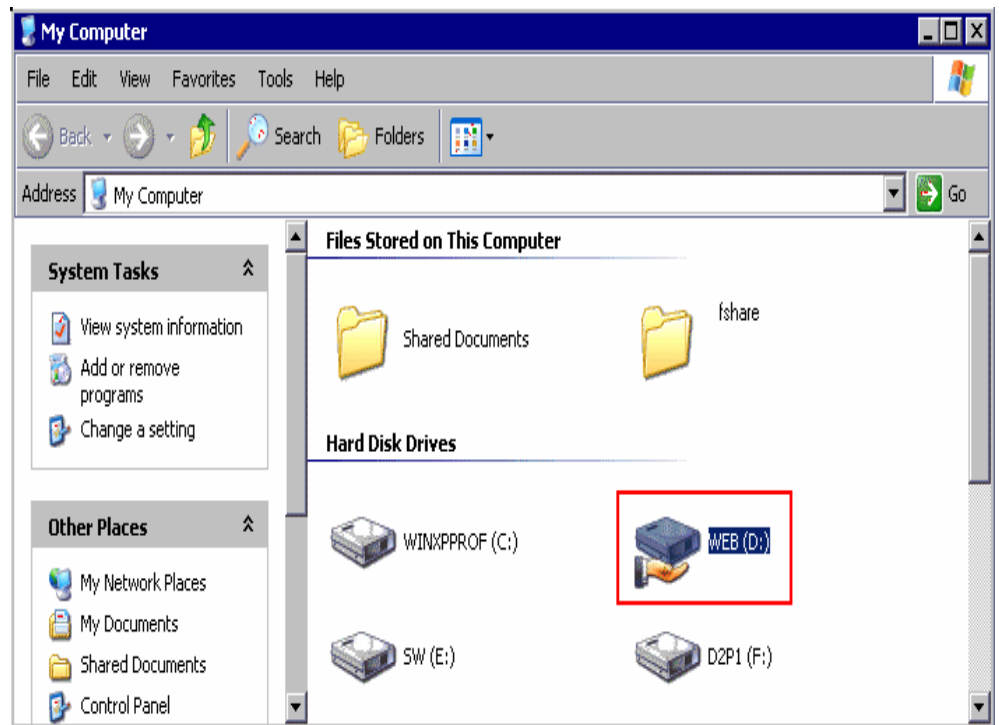 My Computer
File Edit View Favorites Tools Help
Back Search Folders
Address My Computer Go
System Tasks
View system information
Add or remove
programs
Change a setting
Other Places
My Network Places
My Documents
Shared Documents
Control Panel
Files Stored on This Computer
Shared Documents
fshare
Hard Disk Drives
WINXPPROF (C:)
WEB (D:)
SW (E:)
D2P1 (F:)